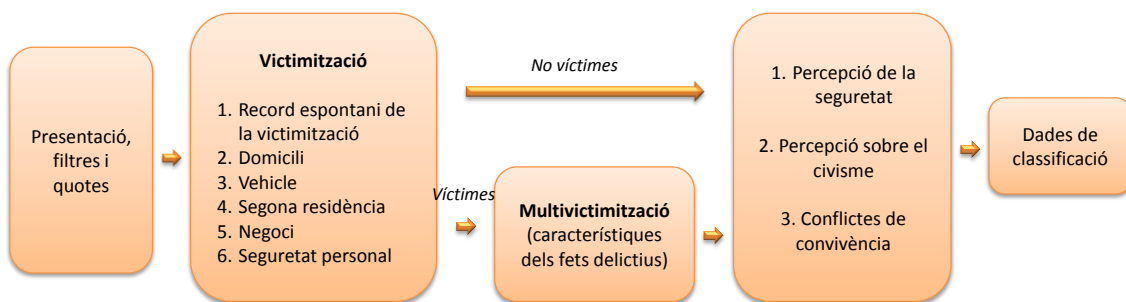 Presentació,
filtres i
quotes
Victimització
1. Record espontani de
la victimització
2. Domicili
3. Vehicle
4. Segona residència
5. Negoci
6. Seguretat personal
No víctimes
Víctimes
Multivictimització
(característiques
dels fets delictius)
1. Percepció de la
seguretat
2. Percepció sobre el
civisme
3. Conflictes de
convivència
Dades de
classificació